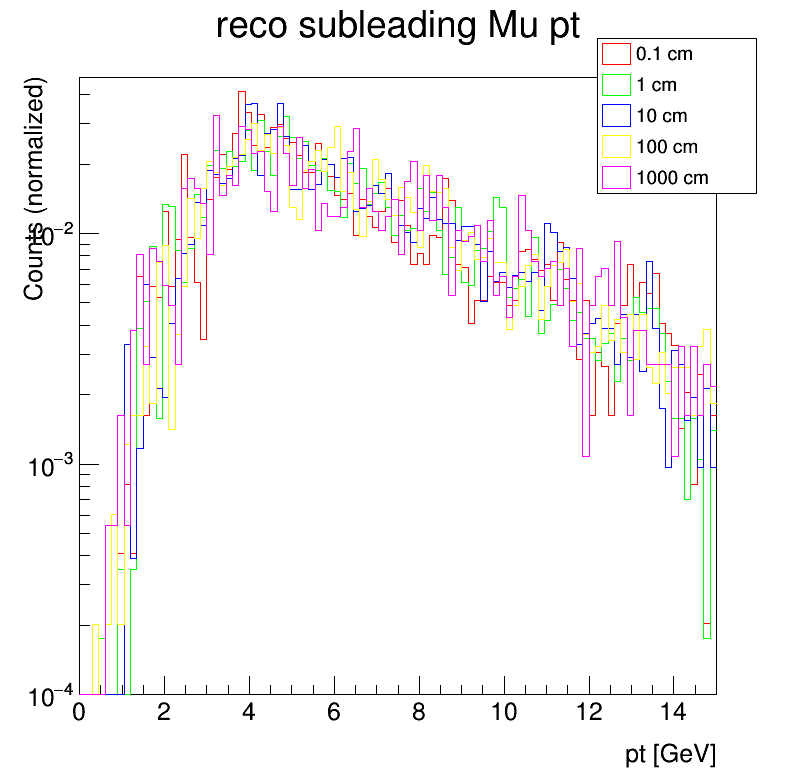 reco subleading Mu pt
0.1 cm
1 cm
10 cm
100 cm
1000 cm
Counts (normalized)
10⁻²
10⁻³
10⁻⁴
0 2 4 6 8 10 12 14
pt [GeV]